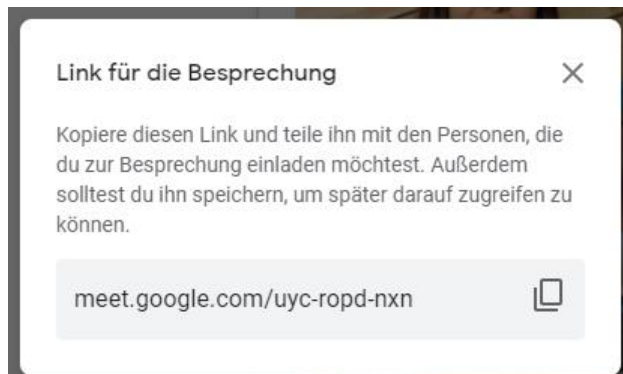 Link für die Besprechung
Kopiere diesen Link und teile ihn mit den Personen, die
du zur Besprechung einladen möchtest. Außerdem
solltest du ihn speichern, um später darauf zugreifen zu
können.
meet.google.com/uyc-ropd-nxn